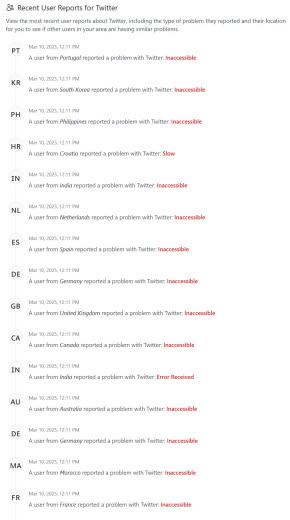 Recent User Reports for Twitter
View the most recent user reports about Twitter, including the type of problem they reported and their location
for you to see if other users in your area are having similar problems.
PT
Mar 10, 2025, 12:11 PM
A user from Portugal reported a problem with Twitter: Inaccessible
KR
Mar 10, 2025, 12:11 PM
A user from South Korea reported a problem with Twitter: Inaccessible
PH
Mar 10, 2025, 12:11 PM
A user from Philippines reported a problem with Twitter: Inaccessible
HR
Mar 10, 2025, 12:11 PM
A user from Croatia reported a problem with Twitter: Slow
IN
Mar 10, 2025, 12:11 PM
A user from India reported a problem with Twitter: Inaccessible
NL
Mar 10, 2025, 12:11 PM
A user from Netherlands reported a problem with Twitter: Inaccessible
ES
Mar 10, 2025, 12:11 PM
A user from Spain reported a problem with Twitter: Inaccessible
DE
Mar 10, 2025, 12:11 PM
A user from Germany reported a problem with Twitter: Inaccessible
GB
Mar 10, 2025, 12:11 PM
A user from United Kingdom reported a problem with Twitter: Inaccessible
CA
Mar 10, 2025, 12:11 PM
A user from Canada reported a problem with Twitter: Inaccessible
IN
Mar 10, 2025, 12:11 PM
A user from India reported a problem with Twitter: Error Received
AU
Mar 10, 2025, 12:11 PM
A user from Australia reported a problem with Twitter: Inaccessible
DE
Mar 10, 2025, 12:11 PM
A user from Germany reported a problem with Twitter: Inaccessible
MA
Mar 10, 2025, 12:11 PM
A user from Morocco reported a problem with Twitter: Inaccessible
FR
Mar 10, 2025, 12:11 PM
A user from France reported a problem with Twitter: Inaccessible